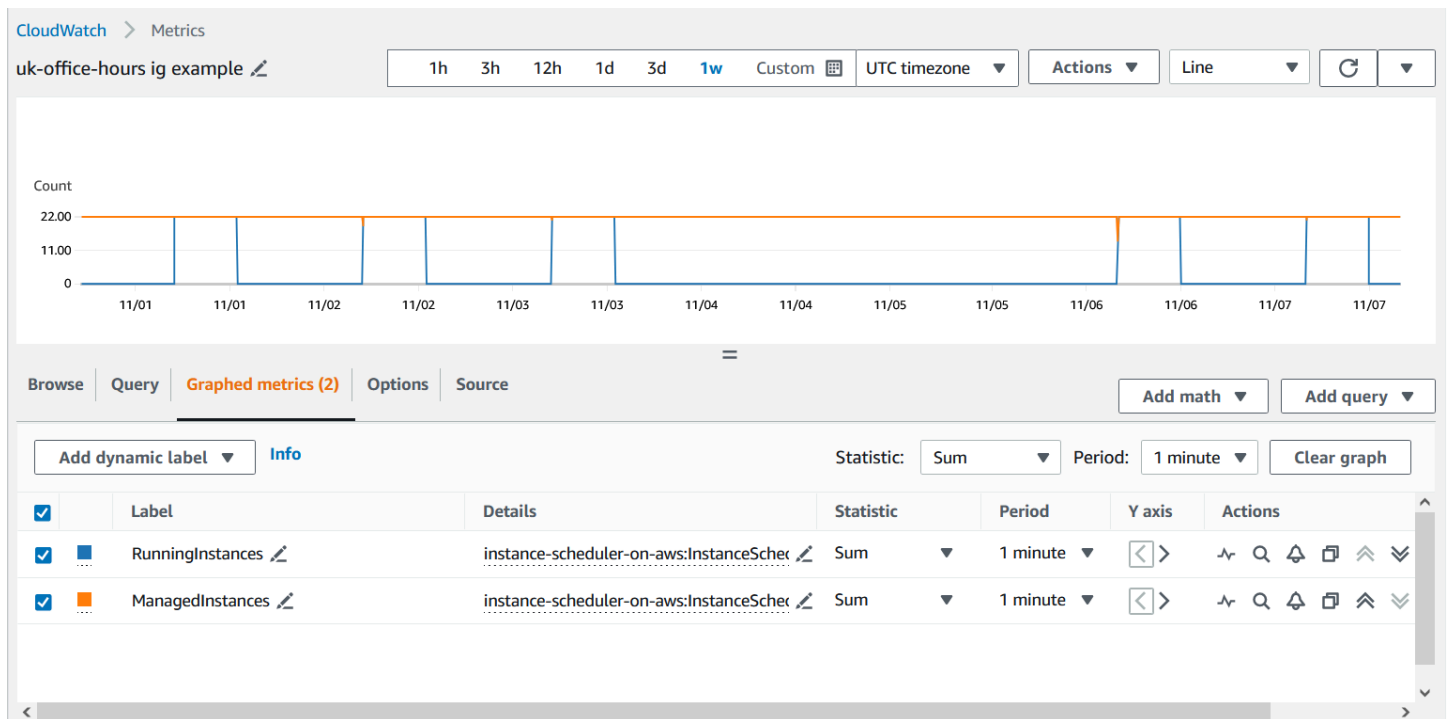 CloudWatch > Metrics
uk-office-hours ig example 1h 3h 12h 1d 3d 1w Custom UTC timezone Actions Line
Count
22.00
11.00
0
11/01 11/01 11/02 11/02 11/03 11/03 11/04 11/04 11/05 11/05 11/06 11/06 11/07 11/07
Browse Query Graphed metrics (2) Options Source Add math Add query
Add dynamic label Info Statistic: Sum Period: 1 minute Clear graph
Label Details Statistic Period Y axis Actions
RunningInstances instance-scheduler-on-aws:InstanceSched Sum 1 minute
ManagedInstances instance-scheduler-on-aws:InstanceSched Sum 1 minute